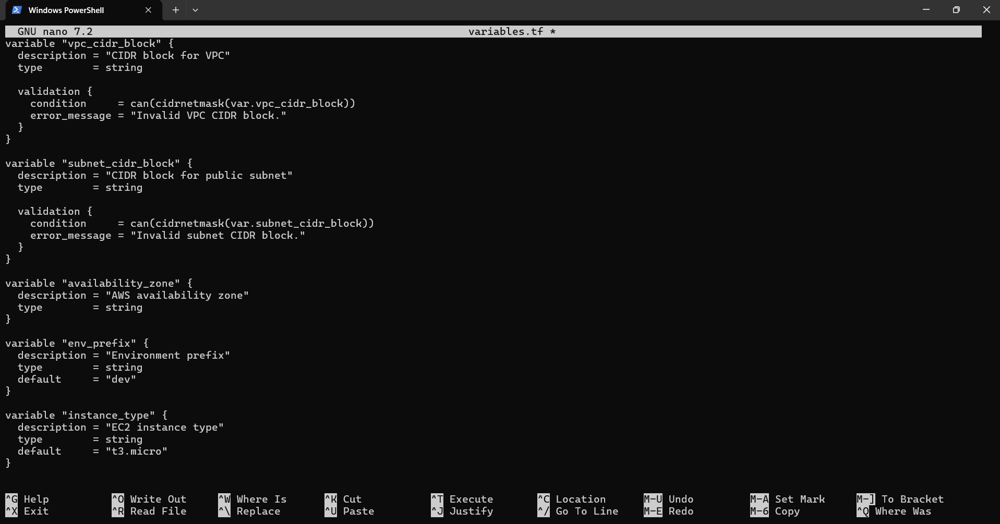 Windows PowerShell
GNU nano 7.2 variables.tf *
variable "vpc_cidr_block" {
  description = "CIDR block for VPC"
  type        = string

  validation {
    condition     = can(cidrnetmask(var.vpc_cidr_block))
    error_message = "Invalid VPC CIDR block."
  }
}

variable "subnet_cidr_block" {
  description = "CIDR block for public subnet"
  type        = string

  validation {
    condition     = can(cidrnetmask(var.subnet_cidr_block))
    error_message = "Invalid subnet CIDR block."
  }
}

variable "availability_zone" {
  description = "AWS availability zone"
  type        = string
}

variable "env_prefix" {
  description = "Environment prefix"
  type        = string
  default     = "dev"
}

variable "instance_type" {
  description = "EC2 instance type"
  type        = string
  default     = "t3.micro"
}

^G Help ^O Write Out ^W Where Is ^K Cut ^T Execute ^C Location M-U Undo M-A Set Mark M-] To Bracket
^X Exit ^R Read File ^\ Replace ^U Paste ^J Justify ^/ Go To Line M-E Redo M-6 Copy ^Q Where Was